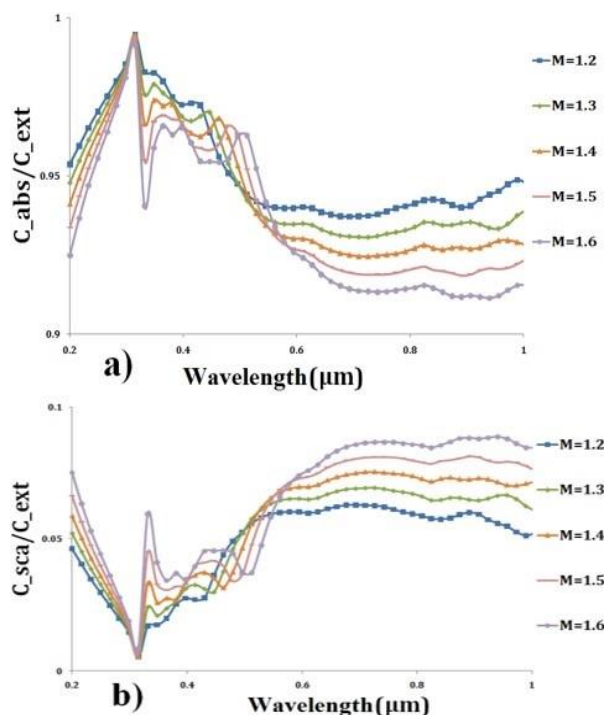 1
0.95
0.9
C_abs/C_ext
0.2
0.4
0.6
0.8
1
a)
Wavelength(μm)
M=1.2
M=1.3
M=1.4
M=1.5
M=1.6
0.1
0.05
0
C_sca/C_ext
0.2
0.4
0.6
0.8
1
b)
Wavelength(μm)
M=1.2
M=1.3
M=1.4
M=1.5
M=1.6